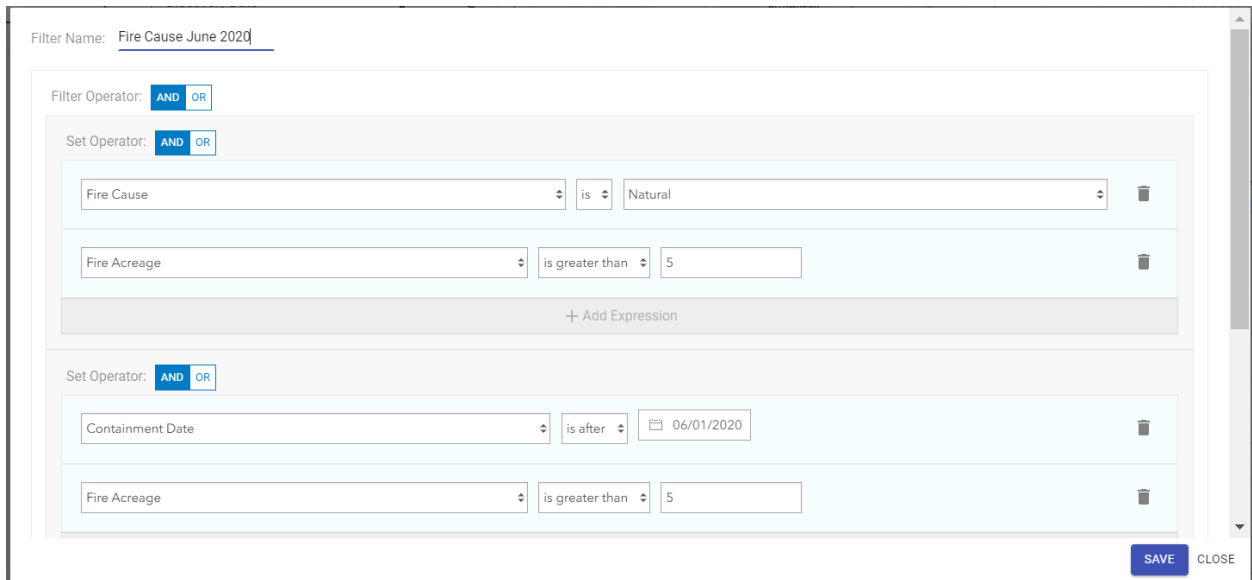 Filter Name: Fire Cause June 2020
Filter Operator: AND OR
Set Operator: AND OR
Fire Cause is Natural
Fire Acreage is greater than 5
+ Add Expression
Set Operator: AND OR
Containment Date is after 06/01/2020
Fire Acreage is greater than 5
SAVE CLOSE